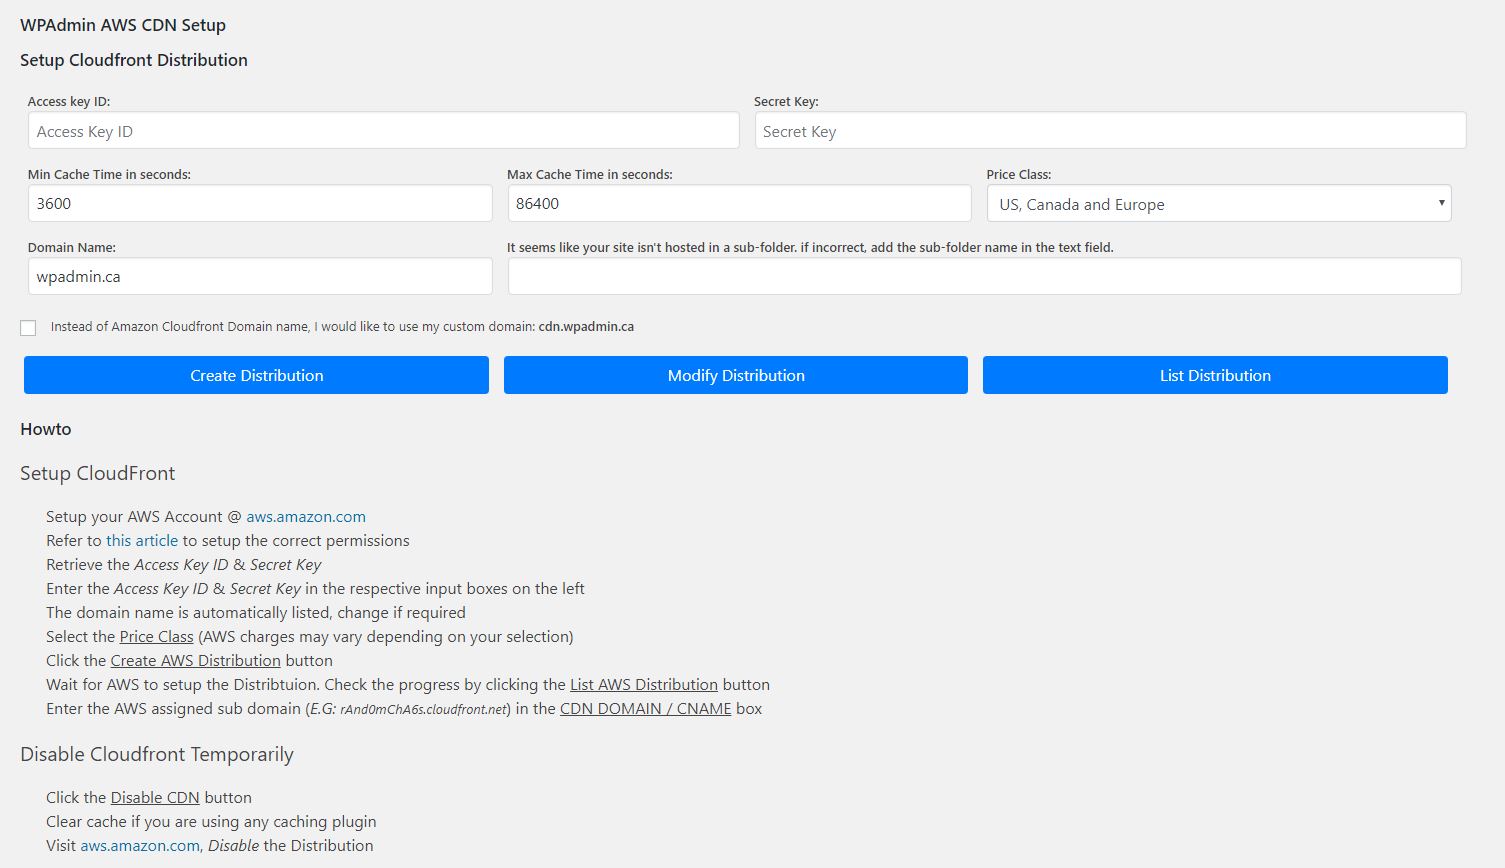 WPAdmin AWS CDN Setup
Setup Cloudfront Distribution
Access key ID: Secret Key:
Access Key ID Secret Key
Min Cache Time in seconds: Max Cache Time in seconds: Price Class:
3600 86400 US, Canada and Europe
Domain Name: It seems like your site isn't hosted in a sub-folder. if incorrect, add the sub-folder name in the text field.
wpadmin.ca
Instead of Amazon Cloudfront Domain name, I would like to use my custom domain: cdn.wpadmin.ca
Create Distribution Modify Distribution List Distribution
Howto
Setup CloudFront
Setup your AWS Account @ aws.amazon.com
Refer to this article to setup the correct permissions
Retrieve the Access Key ID & Secret Key
Enter the Access Key ID & Secret Key in the respective input boxes on the left
The domain name is automatically listed, change if required
Select the Price Class (AWS charges may vary depending on your selection)
Click the Create AWS Distribution button
Wait for AWS to setup the Distribtuion. Check the progress by clicking the List AWS Distribution button
Enter the AWS assigned sub domain (E.G: rAnd0mChA6s.cloudfront.net) in the CDN DOMAIN / CNAME box
Disable Cloudfront Temporarily
Click the Disable CDN button
Clear cache if you are using any caching plugin
Visit aws.amazon.com, Disable the Distribution